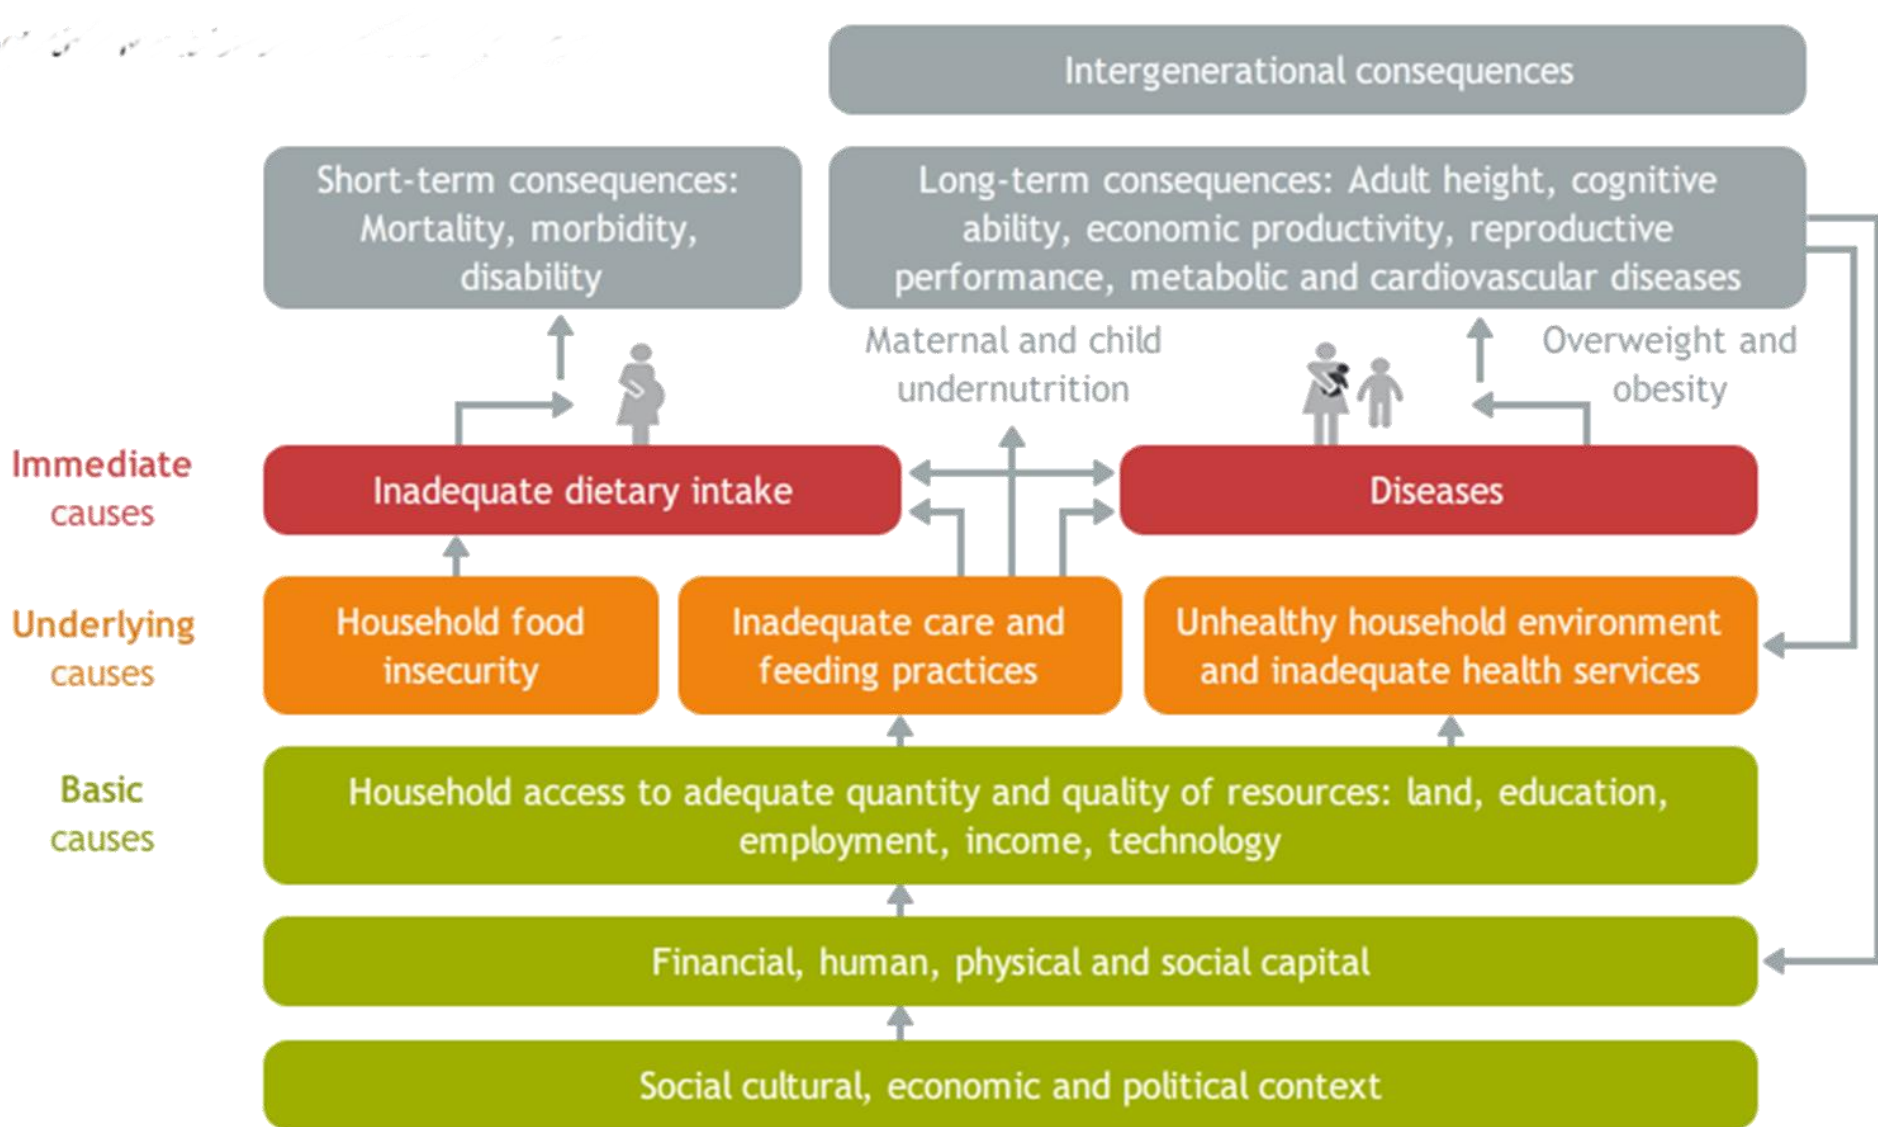 Intergenerational consequences
Short-term consequences:
Mortality, morbidity,
disability
Long-term consequences: Adult height, cognitive
ability, economic productivity, reproductive
performance, metabolic and cardiovascular diseases
Maternal and child
undernutrition
Overweight and
obesity
Immediate
causes
Inadequate dietary intake
Diseases
Underlying
causes
Household food
insecurity
Inadequate care and
feeding practices
Unhealthy household environment
and inadequate health services
Basic
causes
Household access to adequate quantity and quality of resources: land, education,
employment, income, technology
Financial, human, physical and social capital
Social cultural, economic and political context